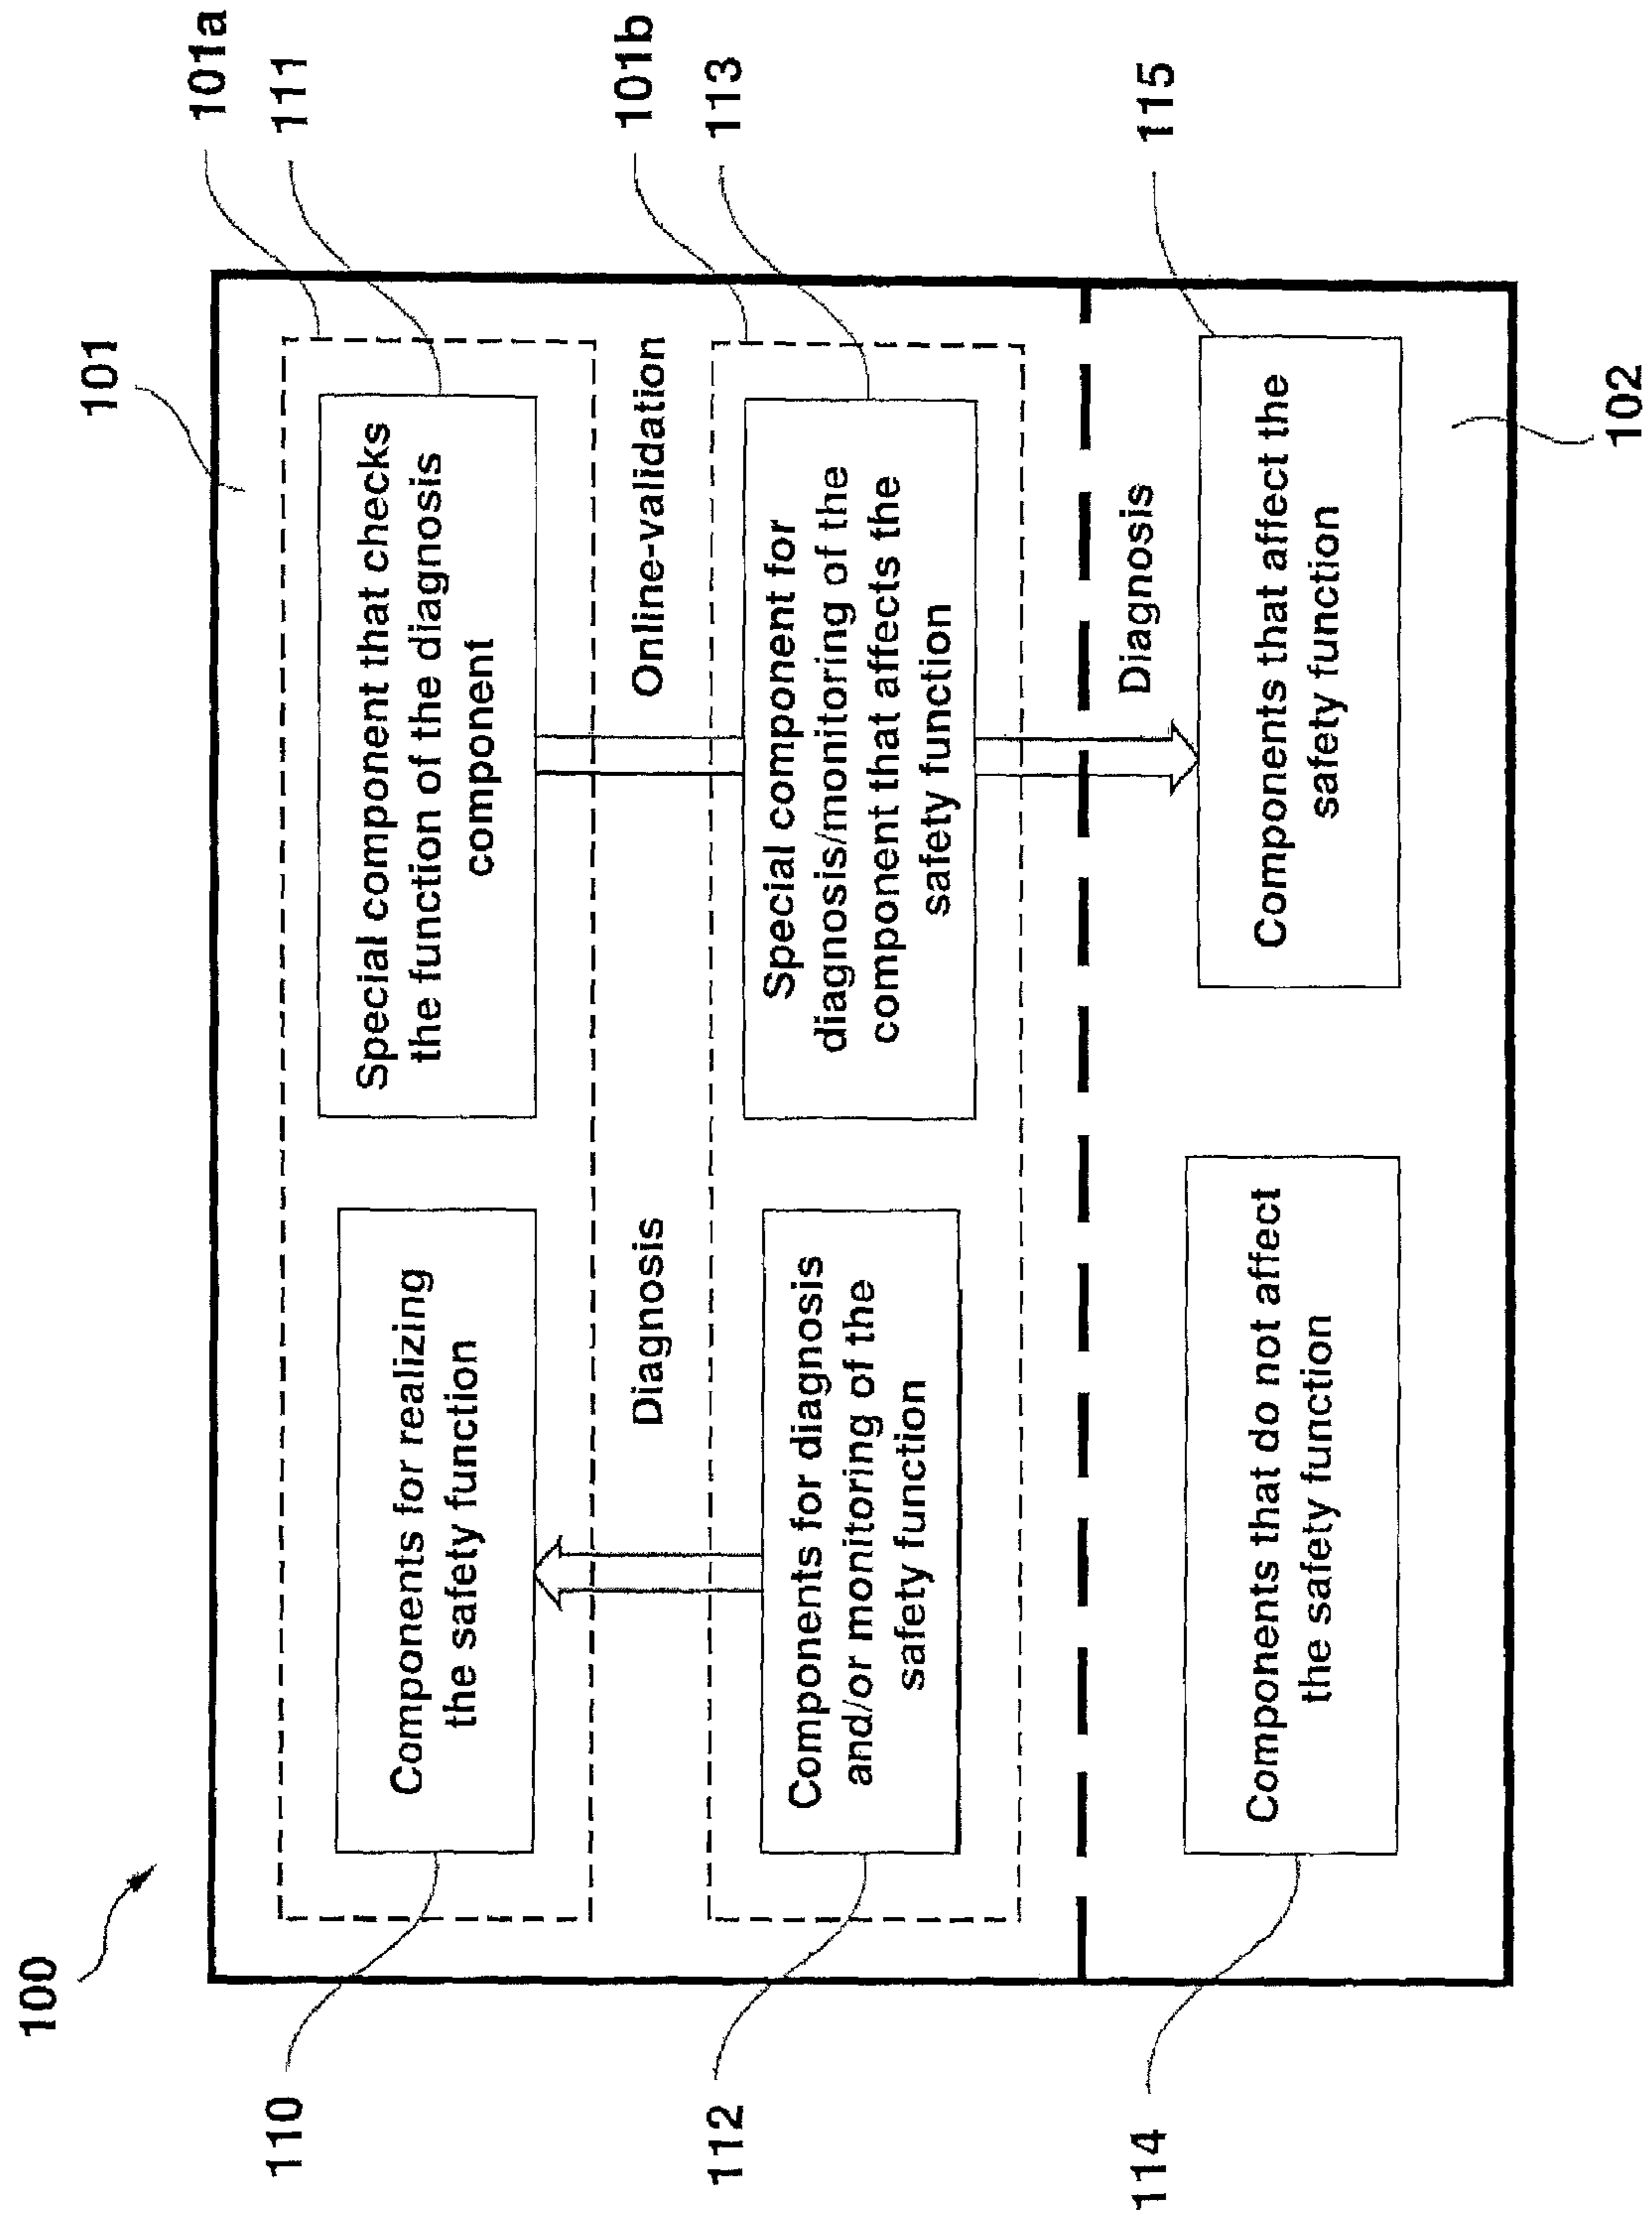 100
101
101a
111
101b
113
115
102
110
112
114
Components for realizing
the safety function
Special component that checks
the function of the diagnosis
component
Diagnosis
Online-validation
Components for diagnosis
and/or monitoring of the
safety function
Special component for
diagnosis/monitoring of the
component that affects the
safety function
Diagnosis
Components that do not affect
the safety function
Components that affect the
safety function